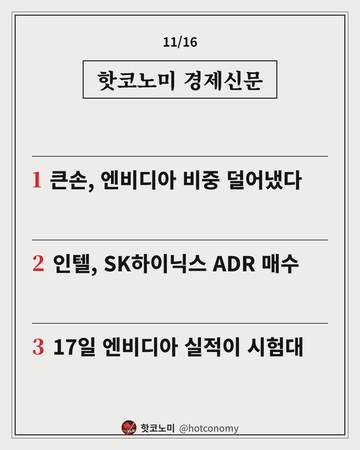 11/16
핫코노미 경제신문
1 큰손, 엔비디아 비중 덜어냈다
2 인텔, SK하이닉스 ADR 매수
3 17일 엔비디아 실적이 시험대
핫코노미 @hotconomy